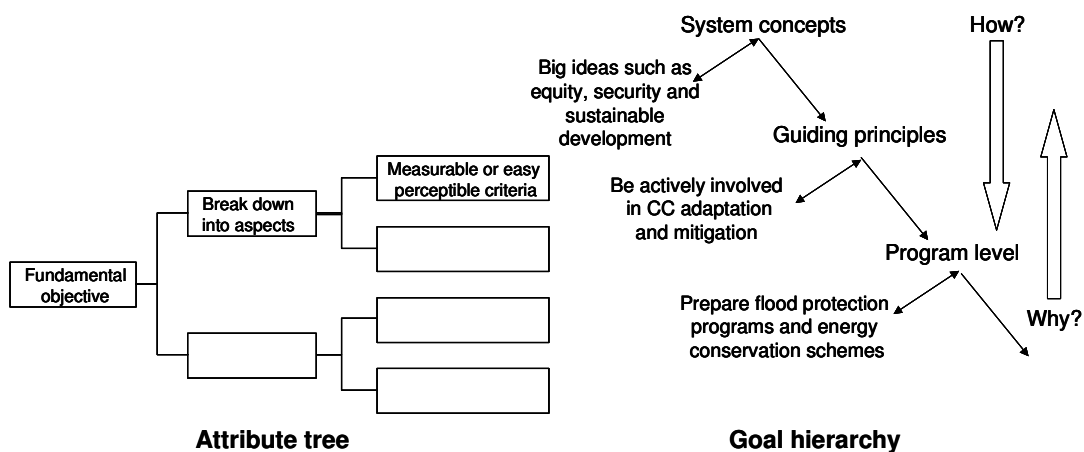 Fundamental
objective
Break down
into aspects
Measurable or easy
perceptible criteria
Attribute tree
System concepts
Big ideas such as
equity, security and
sustainable
development
Guiding principles
Be actively involved
in CC adaptation
and mitigation
Program level
Prepare flood protection
programs and energy
conservation schemes
How?
Why?
Goal hierarchy